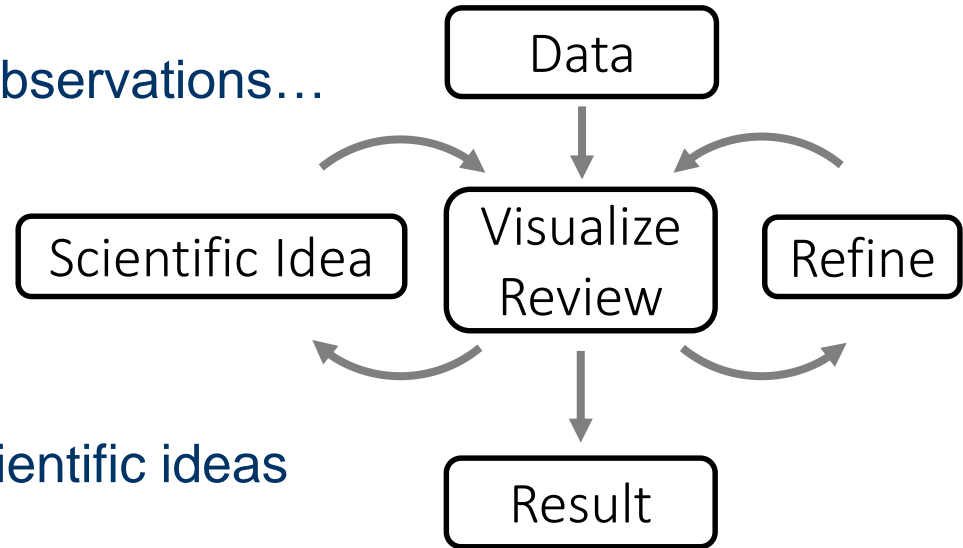 Data
bservations…
Scientific Idea
Visualize
Review
Refine
ientific ideas
Result